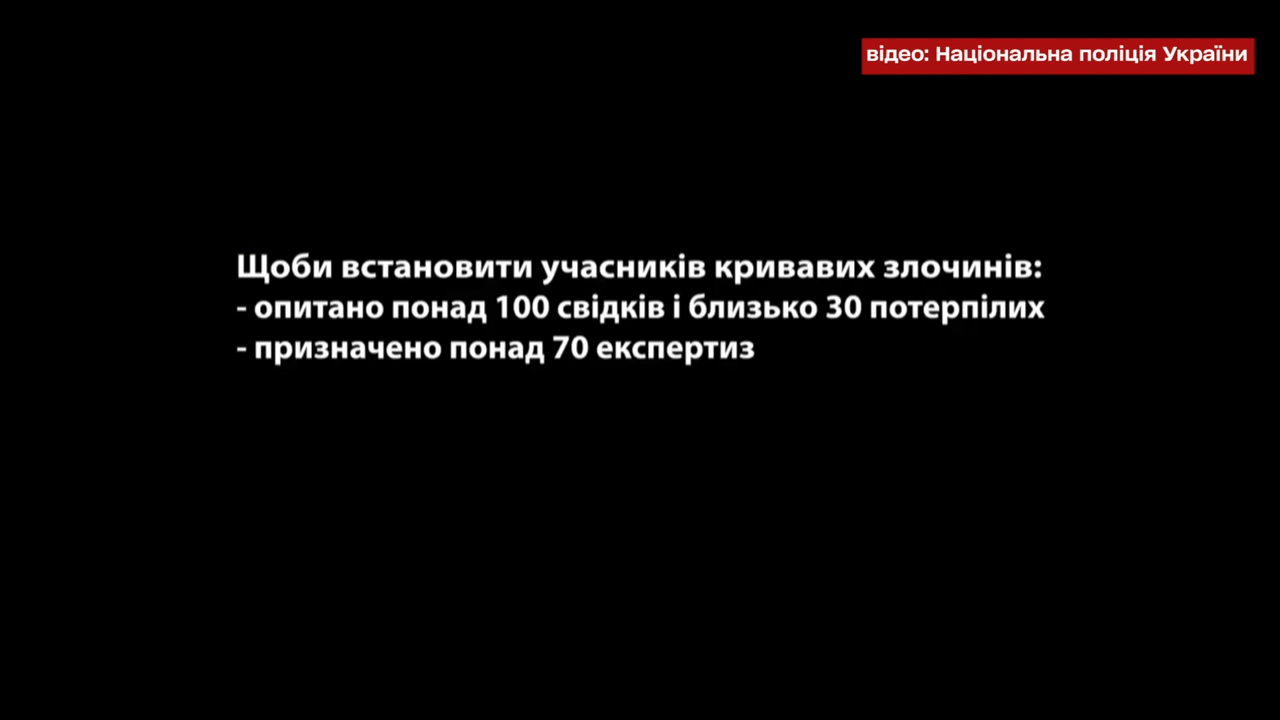 відео: Національна поліція України
Щоби встановити учасників кривавих злочинів:
- опитано понад 100 свідків і близько 30 потерпілих
- призначено понад 70 експертиз